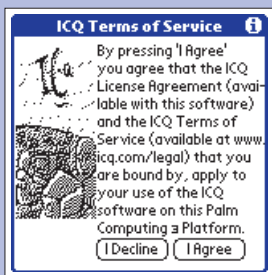 ICQ Terms of Service
By pressing 'I Agree'
you agree that the ICQ
License Agreement (avai-
lable with this software)
and the ICQ Terms of
Service (available at www.
icq.com/legal) that you
are bound by, apply to
your use of the ICQ
software on this Palm
Computing Platform.
I Decline I Agree